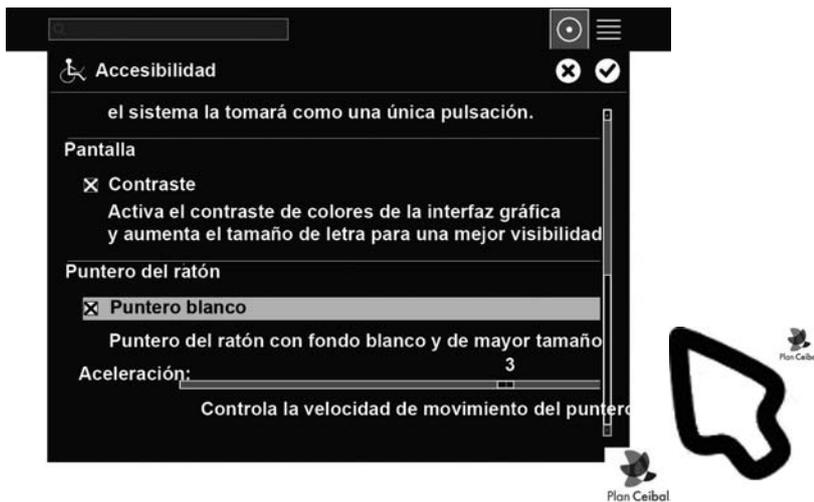 Accesibilidad
el sistema la tomará como una única pulsación.
Pantalla
Contraste
Activa el contraste de colores de la interfaz gráfica
y aumenta el tamaño de letra para una mejor visibilidad
Puntero del ratón
Puntero blanco
Puntero del ratón con fondo blanco y de mayor tamaño
3
Aceleración:
Controla la velocidad de movimiento del puntero
Plan Ceibal
Plan Ceibal